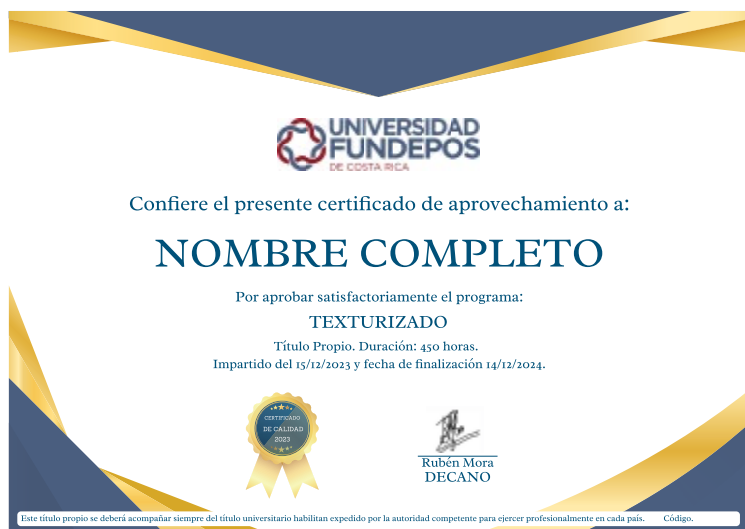 UNIVERSIDAD
FUNDEPOS
DE COSTA RICA
Confiere el presente certificado de aprovechamiento a:
NOMBRE COMPLETO
Por aprobar satisfactoriamente el programa:
TEXTURIZADO
Título Propio. Duración: 450 horas.
Impartido del 15/12/2023 y fecha de finalización 14/12/2024.
CERTIFICADO
DE CALIDAD
2023
Rubén Mora
DECANO
Este título propio se deberá acompañar siempre del título universitario habilitan expedido por la autoridad competente para ejercer profesionalmente en cada país. Código.